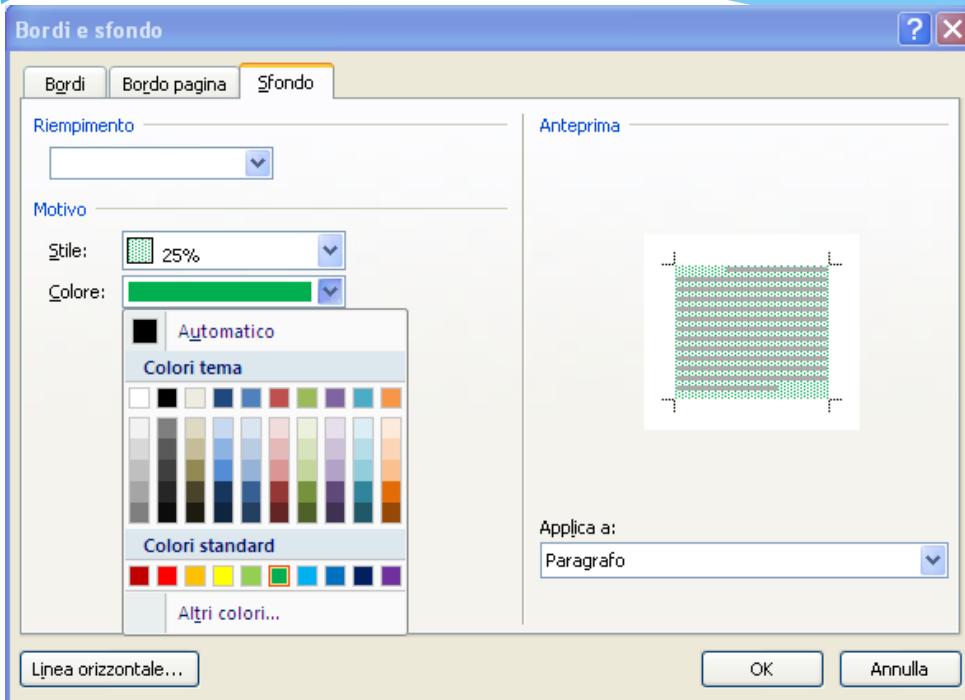 Bordi e sfondo
Bordi Bordo pagina Sfondo
Riempimento
Motivo
Stile: 25%
Colore:
Automatico
Colori tema
Colori standard
Altri colori...
Anteprima
Applica a:
Paragrafo
Linea orizzontale... OK Annulla